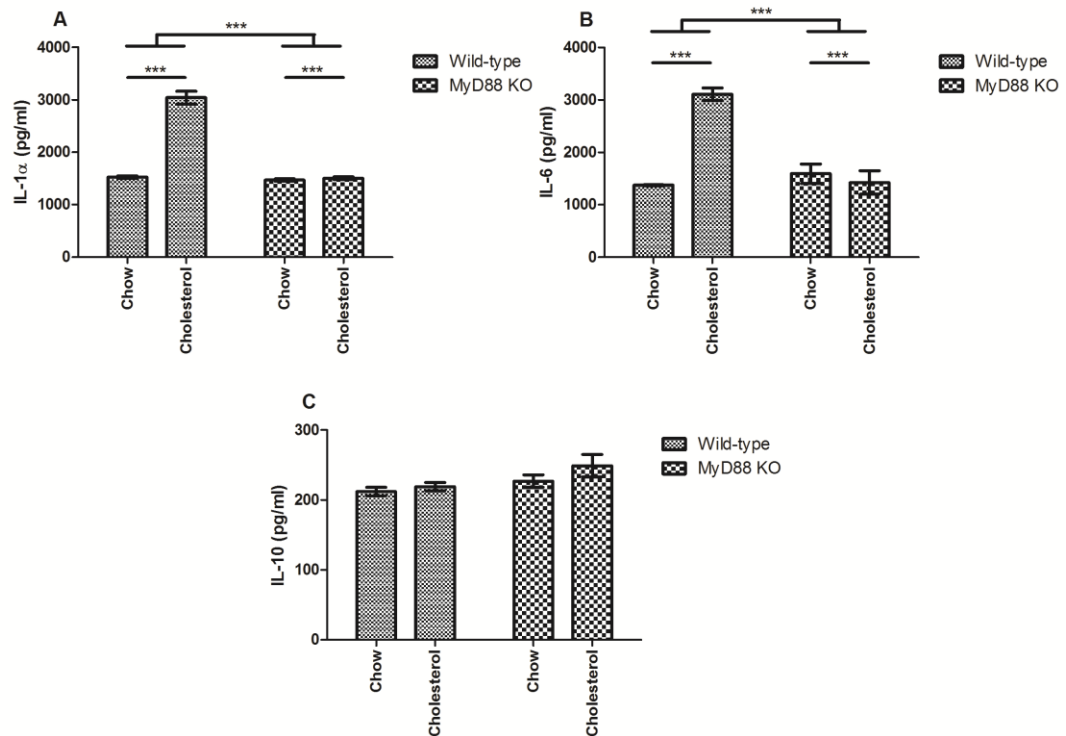 A
***
4000
3000
2000
1000
0
IL-1α (pg/ml)
***
***
Chow
Cholesterol
Chow
Cholesterol
Wild-type
MyD88 KO
B
***
4000
3000
2000
1000
0
IL-6 (pg/ml)
***
***
Chow
Cholesterol
Chow
Cholesterol
Wild-type
MyD88 KO
C
300
200
100
0
IL-10 (pg/ml)
Chow
Cholesterol
Chow
Cholesterol
Wild-type
MyD88 KO